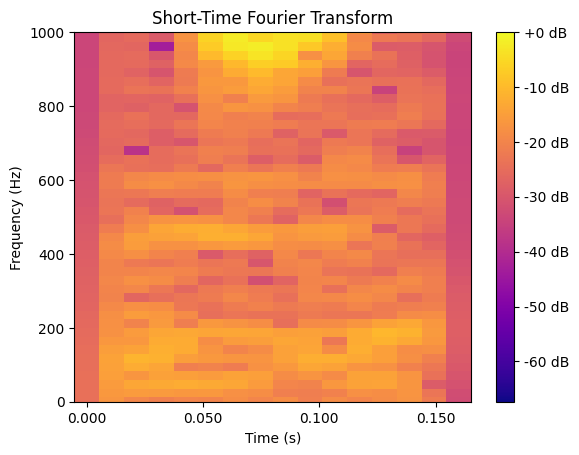 Short-Time Fourier Transform
1000
800
600
400
200
0
Frequency (Hz)
0.000
0.050
0.100
0.150
Time (s)
+0 dB
-10 dB
-20 dB
-30 dB
-40 dB
-50 dB
-60 dB